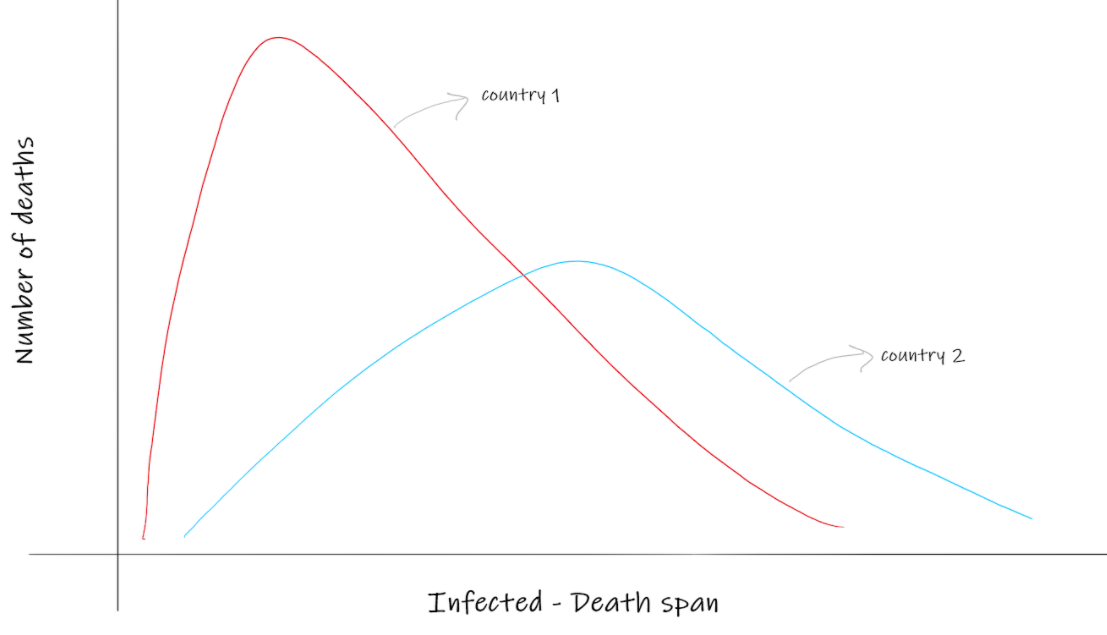 country 1
Number of deaths
country 2
Infected - Death span